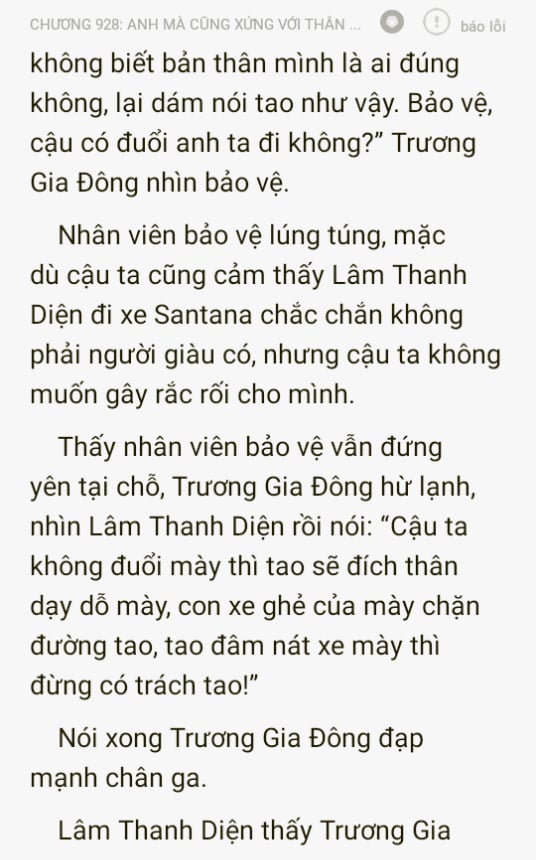 CHƯƠNG 928: ANH MÀ CŨNG XỨNG VỚI THÂN ...
báo lỗi
không biết bản thân mình là ai đúng
không, lại dám nói tao như vậy. Bảo vệ,
cậu có đuổi anh ta đi không?” Trương
Gia Đông nhìn bảo vệ.
Nhân viên bảo vệ lúng túng, mặc
dù cậu ta cũng cảm thấy Lâm Thanh
Diện đi xe Santana chắc chắn không
phải người giàu có, nhưng cậu ta không
muốn gây rắc rối cho mình.
Thấy nhân viên bảo vệ vẫn đứng
yên tại chỗ, Trương Gia Đông hừ lạnh,
nhìn Lâm Thanh Diện rồi nói: “Cậu ta
không đuổi mày thì tao sẽ đích thân
dạy dỗ mày, con xe ghẻ của mày chặn
đường tao, tao đâm nát xe mày thì
đừng có trách tao!”
Nói xong Trương Gia Đông đạp
mạnh chân ga.
Lâm Thanh Diện thấy Trương Gia